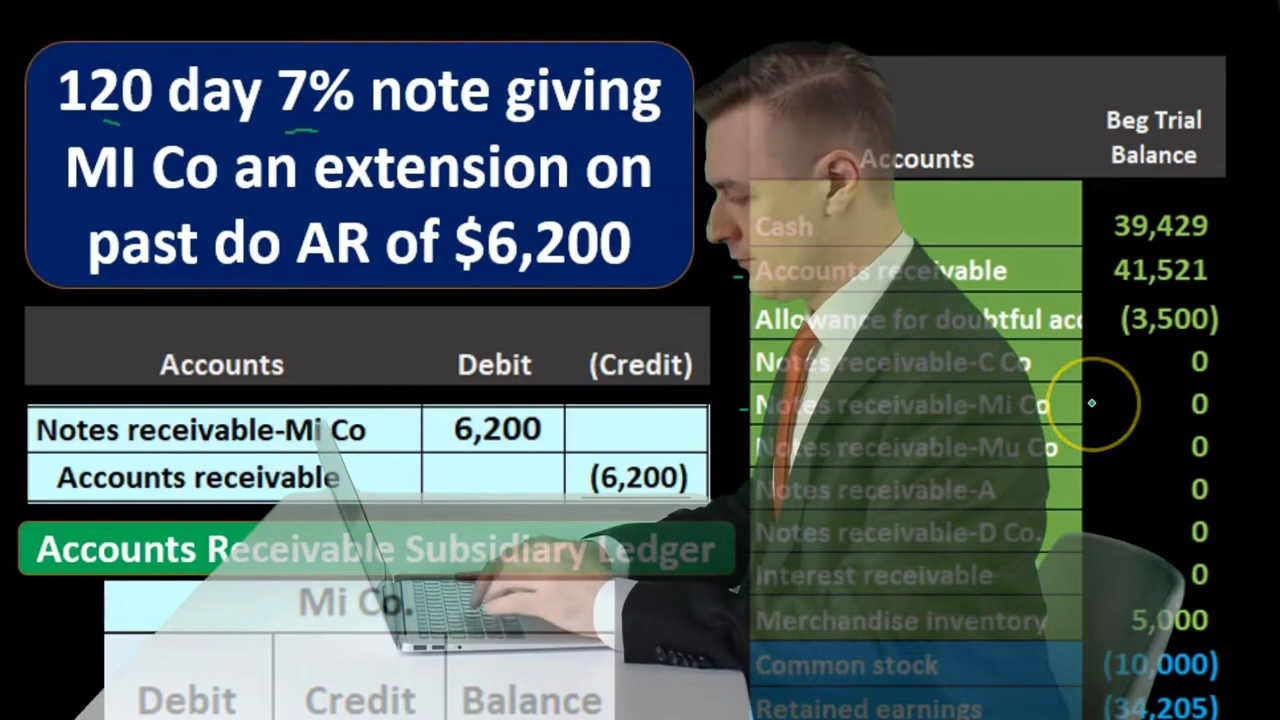 120 day 7% note giving
MI Co an extension on
past do AR of $6,200
Accounts Debit (Credit)
Notes receivable-Mi Co 6,200
Accounts receivable (6,200)
Accounts Receivable Subsidiary Ledger
Mi Co.
Debit Credit Balance
Accounts Beg Trial
Balance
Cash 39,429
Accounts receivable 41,521
Allowance for doubtful acc (3,500)
Notes receivable-C Co 0
Notes receivable-Mi Co 0
Notes receivable-Mu Co 0
Notes receivable-A 0
Notes receivable-D Co. 0
Interest receivable 0
Merchandise inventory 5,000
Common stock (10,000)
Retained earnings (34,205)